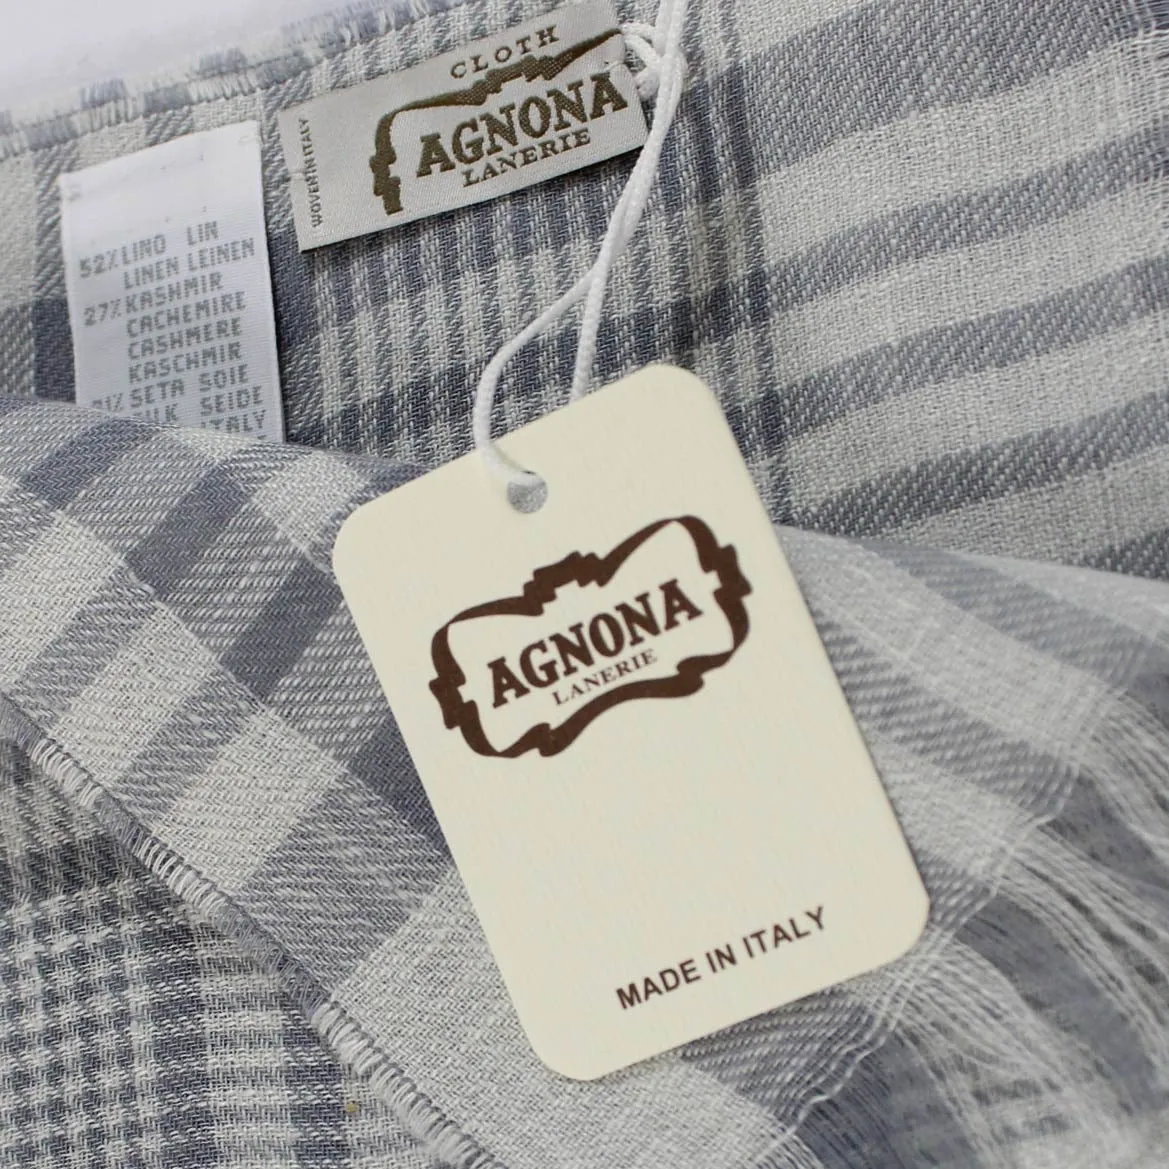 CLOTH
AGNONA
LANERIE
WOVEN IN ITALY
52% LINO LIN
LINEN LEINEN
27% KASHMIR
CACHEMIRE
CASHMERE
KASCHMIR
SETA SOIE
SEIDE
AGNONA
LANERIE
MADE IN ITALY